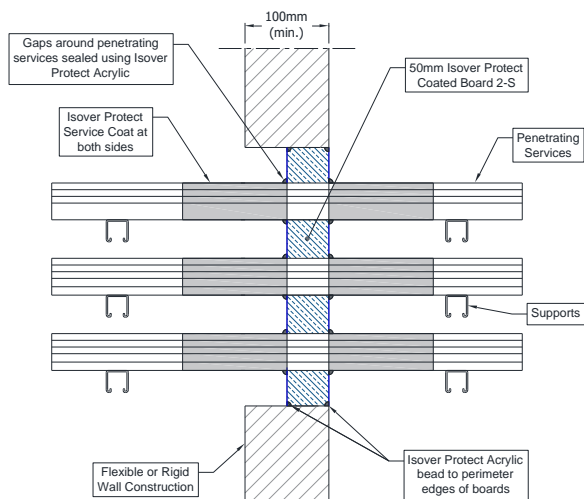 100mm
(min.)
Gaps around penetrating
services sealed using Isover
Protect Acrylic
50mm Isover Protect
Coated Board 2-S
Isover Protect
Service Coat at
both sides
Penetrating
Services
Supports
Flexible or Rigid
Wall Construction
Isover Protect Acrylic
bead to perimeter
edges of boards